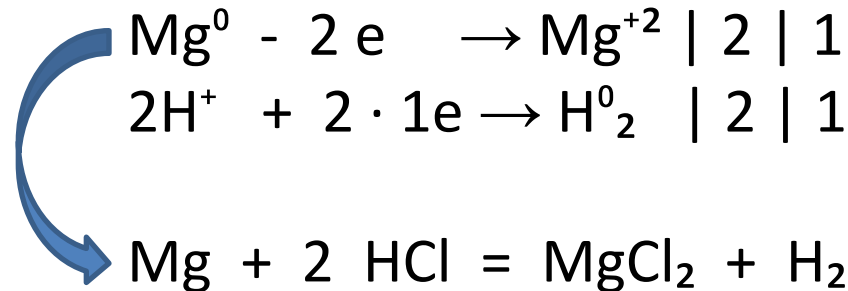 Mg⁰ - 2 e → Mg⁺² | 2 | 1
2H⁺ + 2 · 1e → H⁰₂ | 2 | 1
Mg + 2 HCl = MgCl₂ + H₂